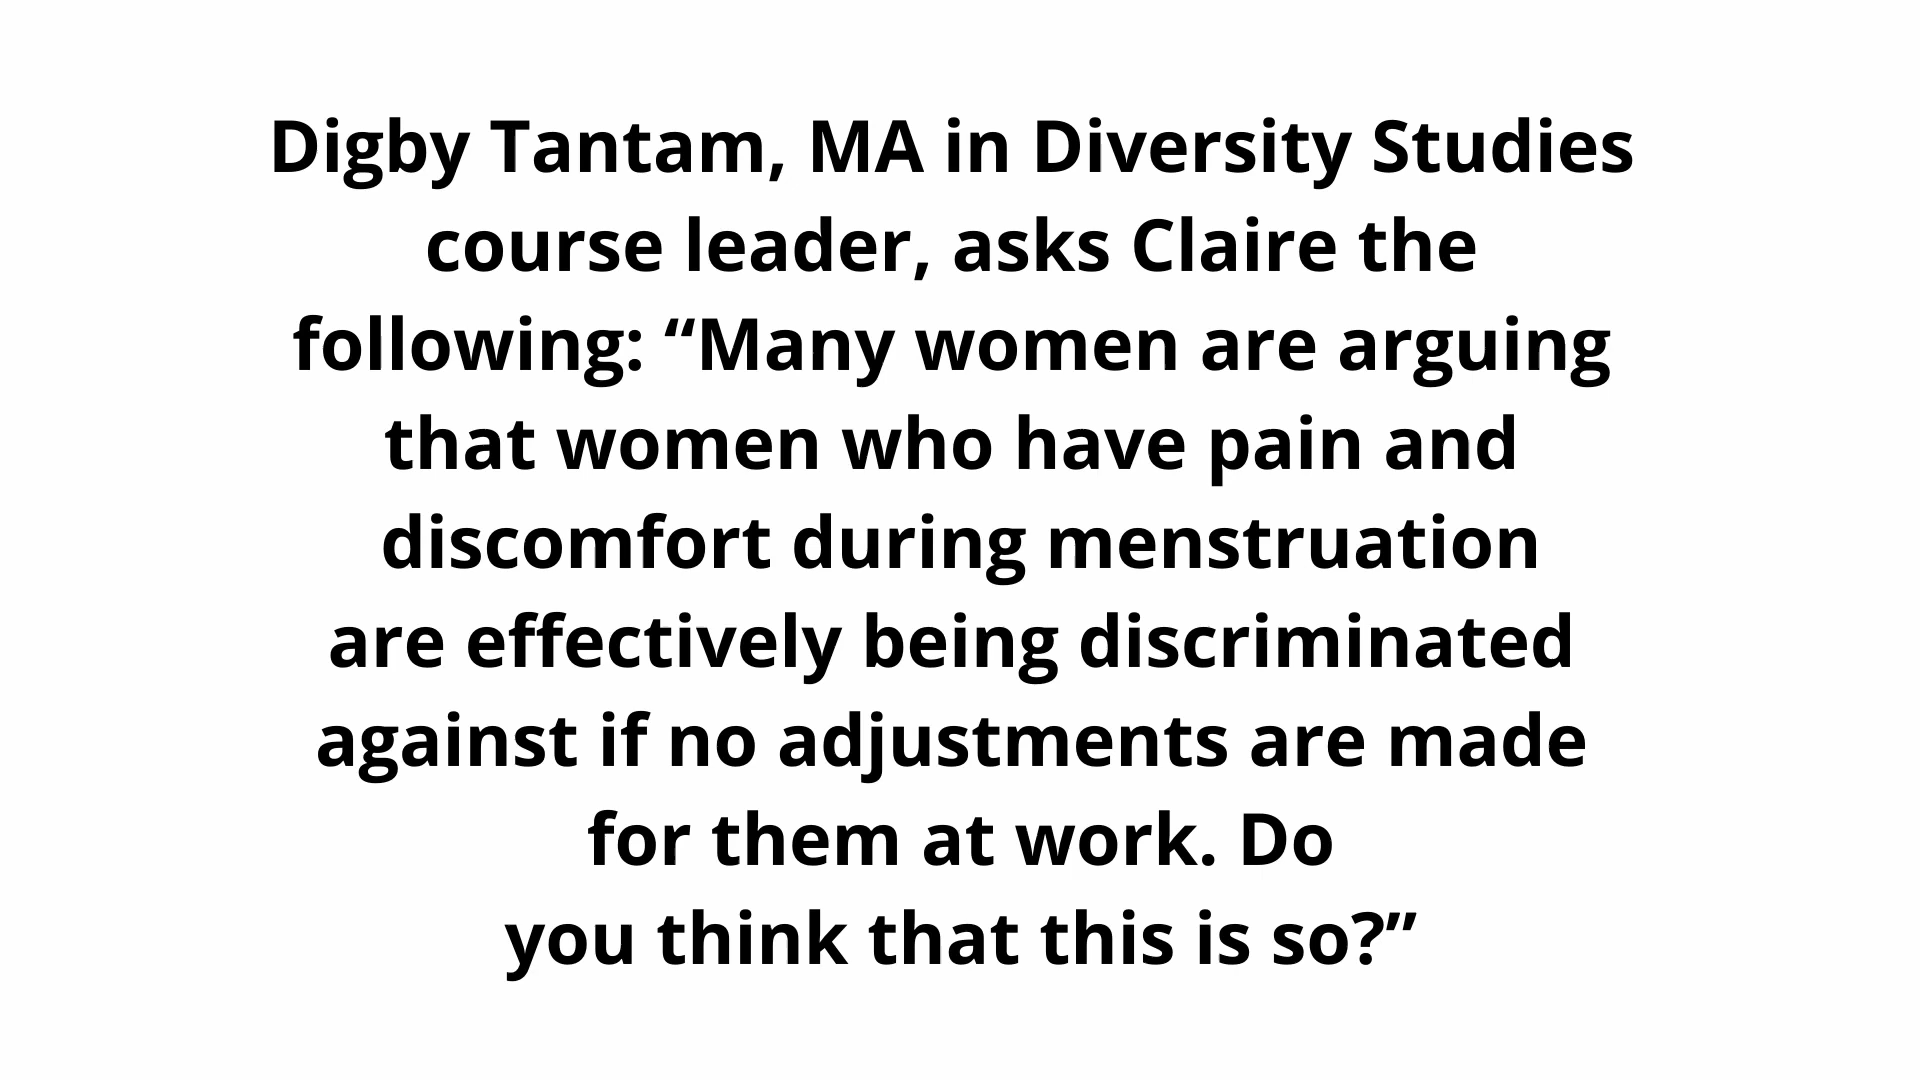 Digby Tantam, MA in Diversity Studies
course leader, asks Claire the
following: “Many women are arguing
that women who have pain and
discomfort during menstruation
are effectively being discriminated
against if no adjustments are made
for them at work. Do
you think that this is so?”